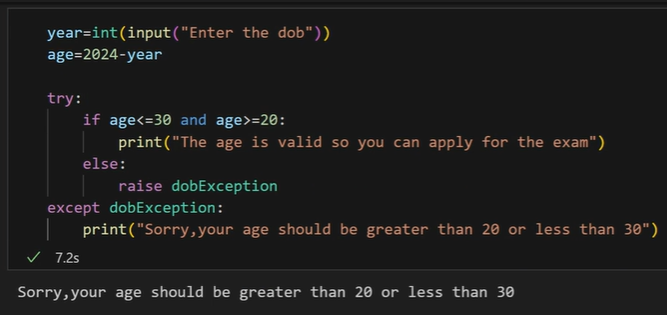 year=int(input("Enter the dob"))
age=2024-year
try:
if age<=30 and age>=20:
print("The age is valid so you can apply for the exam")
else:
raise dobException
except dobException:
print("Sorry,your age should be greater than 20 or less than 30")
7.2s
Sorry,your age should be greater than 20 or less than 30